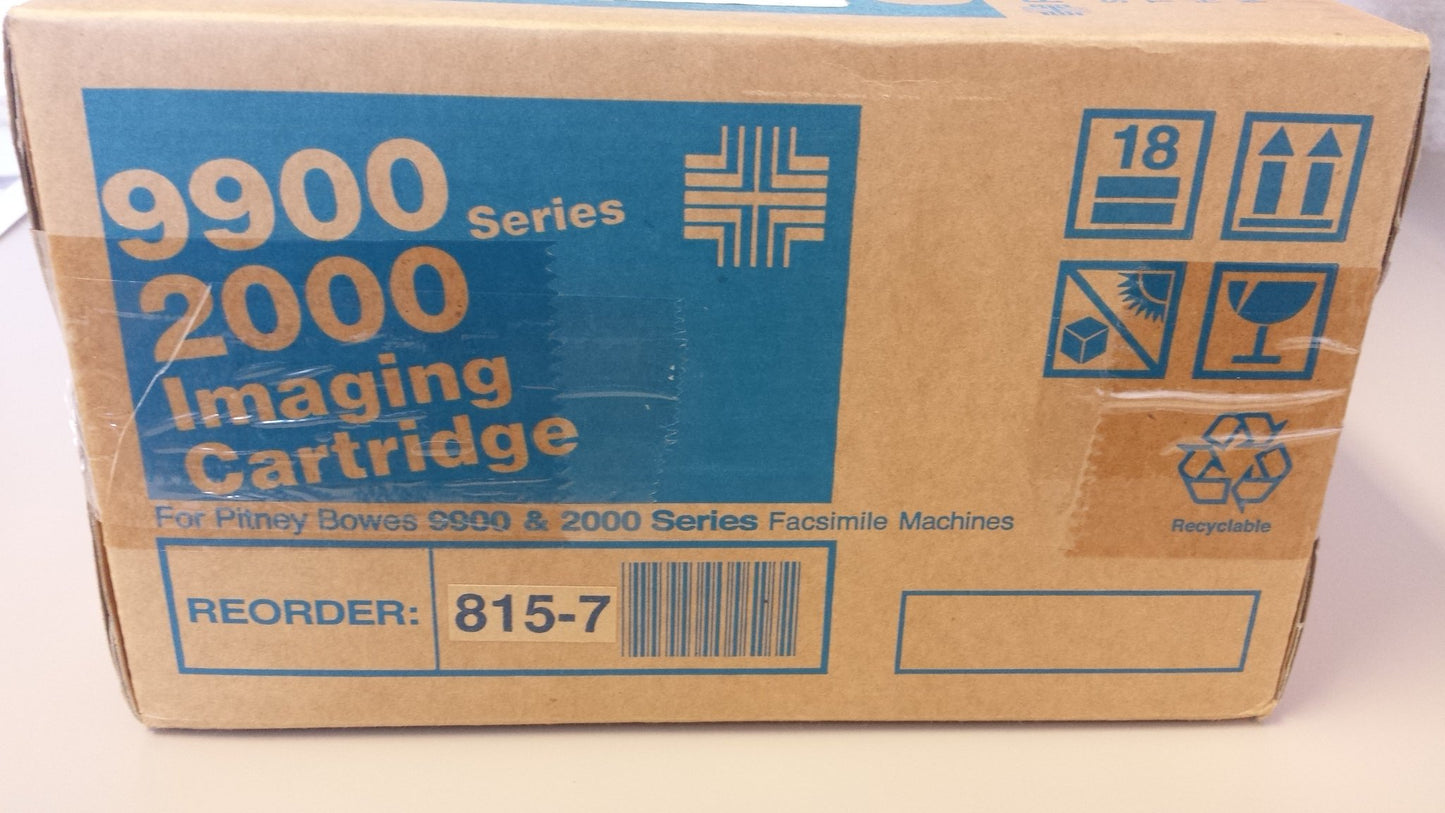 9900 Series
2000
Imaging
Cartridge
For Pitney Bowes 9900 & 2000 Series Facsimile Machines
REORDER: 815-7
18
Recyclable